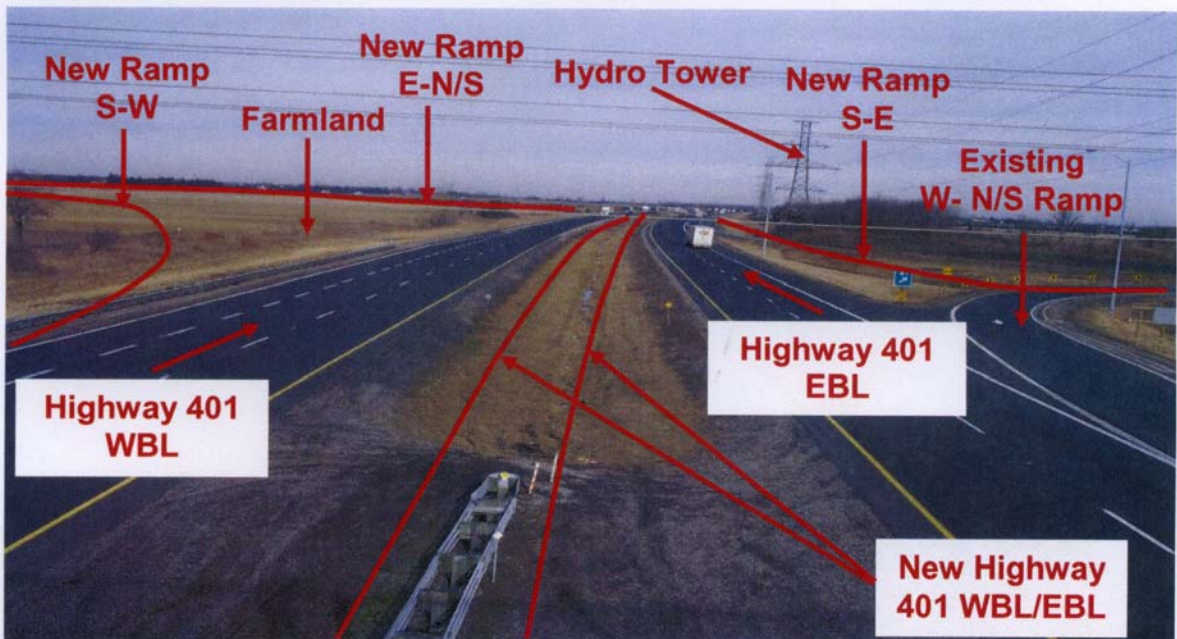 New Ramp
S-W
Farmland
New Ramp
E-N/S
Hydro Tower
New Ramp
S-E
Existing
W- N/S Ramp
Highway 401
WBL
Highway 401
EBL
New Highway
401 WBL/EBL